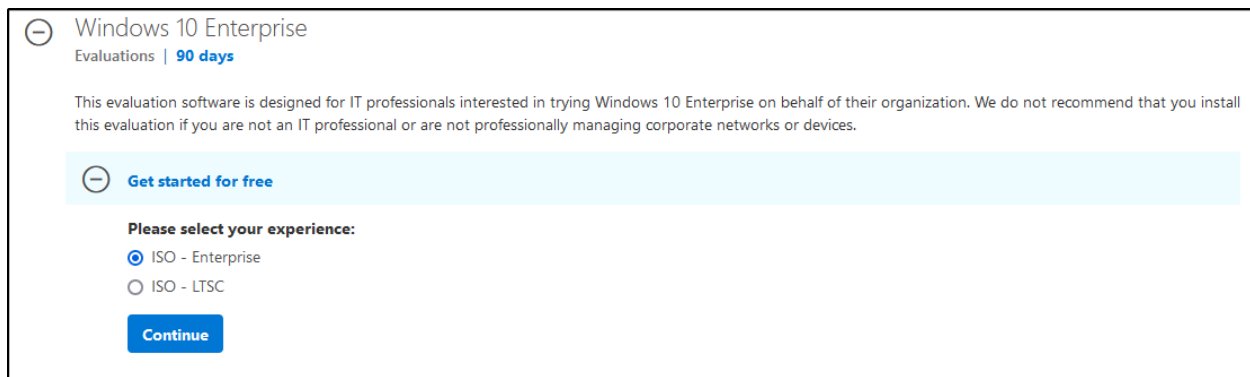 Windows 10 Enterprise
Evaluations | 90 days
This evaluation software is designed for IT professionals interested in trying Windows 10 Enterprise on behalf of their organization. We do not recommend that you install
this evaluation if you are not an IT professional or are not professionally managing corporate networks or devices.
Get started for free
Please select your experience:
ISO - Enterprise
ISO - LTSC
Continue